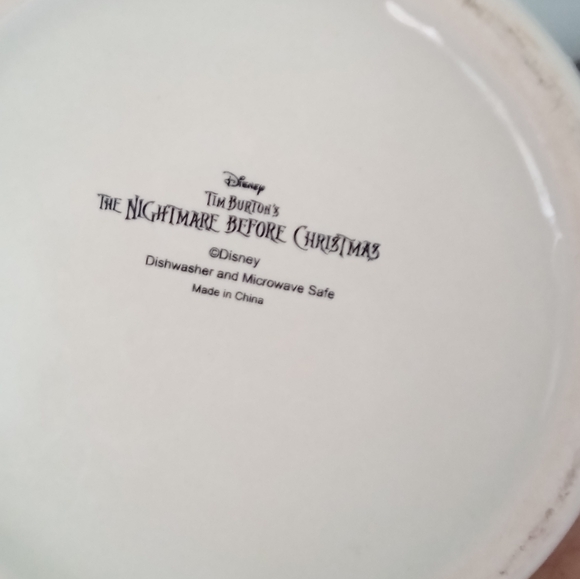 Disney
Tim Burton's
The Nightmare Before Christmas
©Disney
Dishwasher and Microwave Safe
Made in China